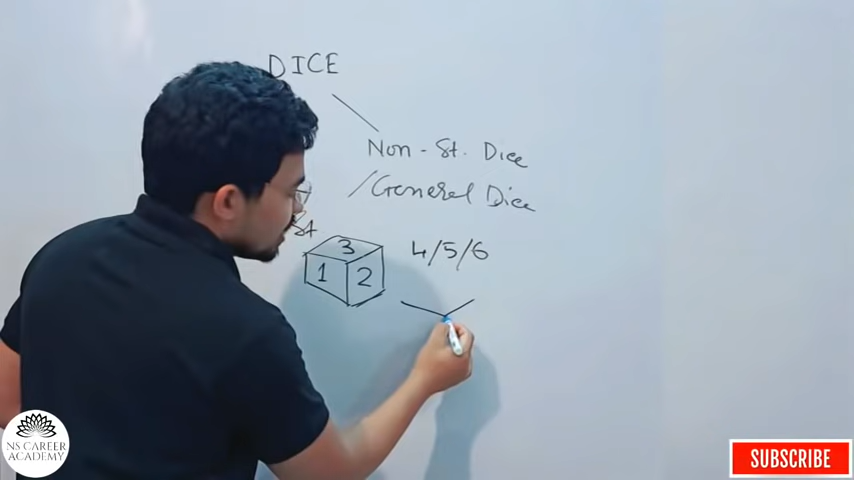 DICE
Non-St. Dice
/General Dice
St
3
1 2
4/5/6
NS CAREER
ACADEMY
SUBSCRIBE